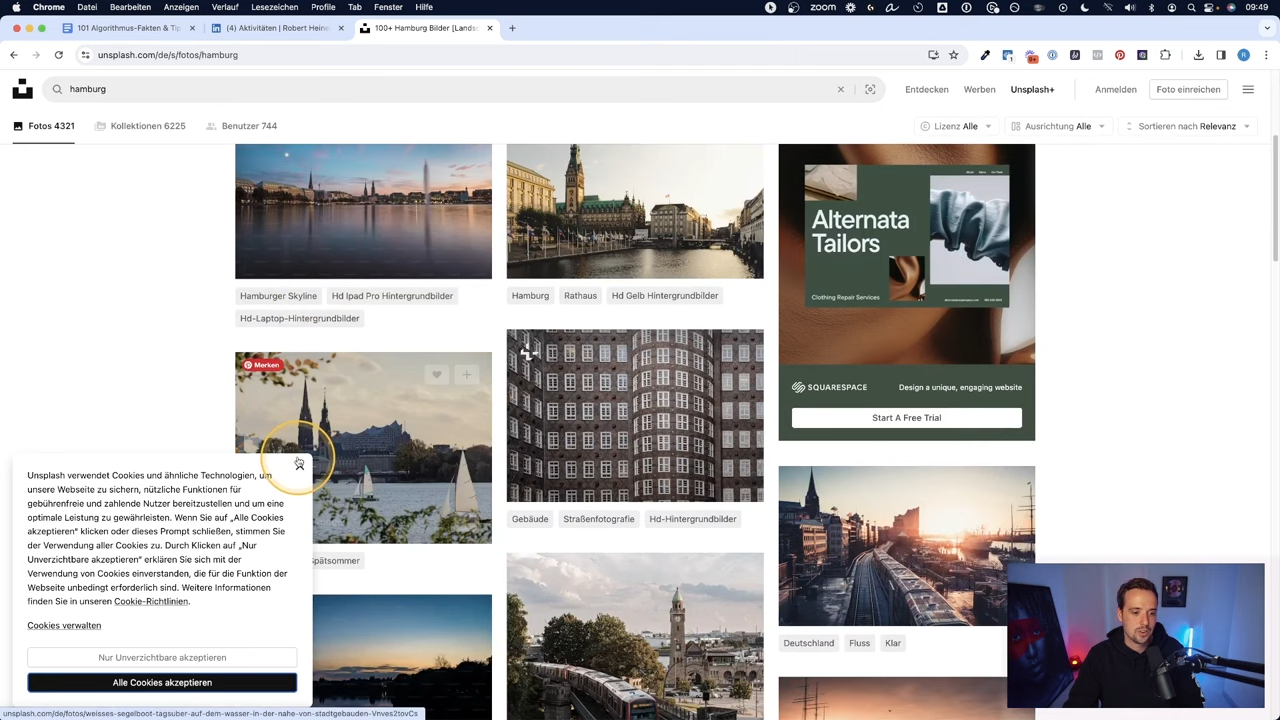 Chrome Ablage Bearbeiten Anzeigen Verlauf Lesezeichen Profile Tab Fenster Hilfe
ZOOM
09:49
101 Algorithmus-Fakten & Tip
(4) Aktivitäten | Robert Hein
100+ Hamburg Bilder [Landsc
unsplash.com/de/s/fotos/hamburg
hamburg
Entdecken
Werben
Unsplash+
Anmelden
Foto einreichen
Fotos 4321
Kollektionen 6225
Benutzer 744
Lizenz Alle
Ausrichtung Alle
Sortieren nach Relevanz
Hamburger Skyline
Hd Ipad Pro Hintergrundbilder
Hd-Laptop-Hintergrundbilder
Hamburg
Rathaus
Hd Gelb Hintergrundbilder
Alternata
Tailors
Clothing Repair Services
SQUARESPACE
Design a unique, engaging website
Start A Free Trial
Merken
Gebäude
Straßenfotografie
Hd-Hintergrundbilder
Spätsommer
Deutschland
Fluss
Klar
Unsplash verwendet Cookies und ähnliche Technologien, um
unsere Webseite zu sichern, nützliche Funktionen für
gebührenfreie und zahlende Nutzer bereitzustellen und um eine
optimale Leistung zu gewährleisten. Wenn Sie auf „Alle Cookies
akzeptieren" klicken oder dieses Prompt schließen, stimmen Sie
der Verwendung aller Cookies zu. Durch Klicken auf „Nur
Unverzichtbare akzeptieren" erklären Sie sich mit der
Verwendung von Cookies einverstanden, die für die Funktion der
Webseite unbedingt erforderlich sind. Weitere Informationen
finden Sie in unseren Cookie-Richtlinien.
Cookies verwalten
Nur Unverzichtbare akzeptieren
Alle Cookies akzeptieren
unsplash.com/de/fotos/weisses-segelboot-tagsuber-auf-dem-wasser-in-der-nahe-von-stadtgebauden-Vnves2tovCs